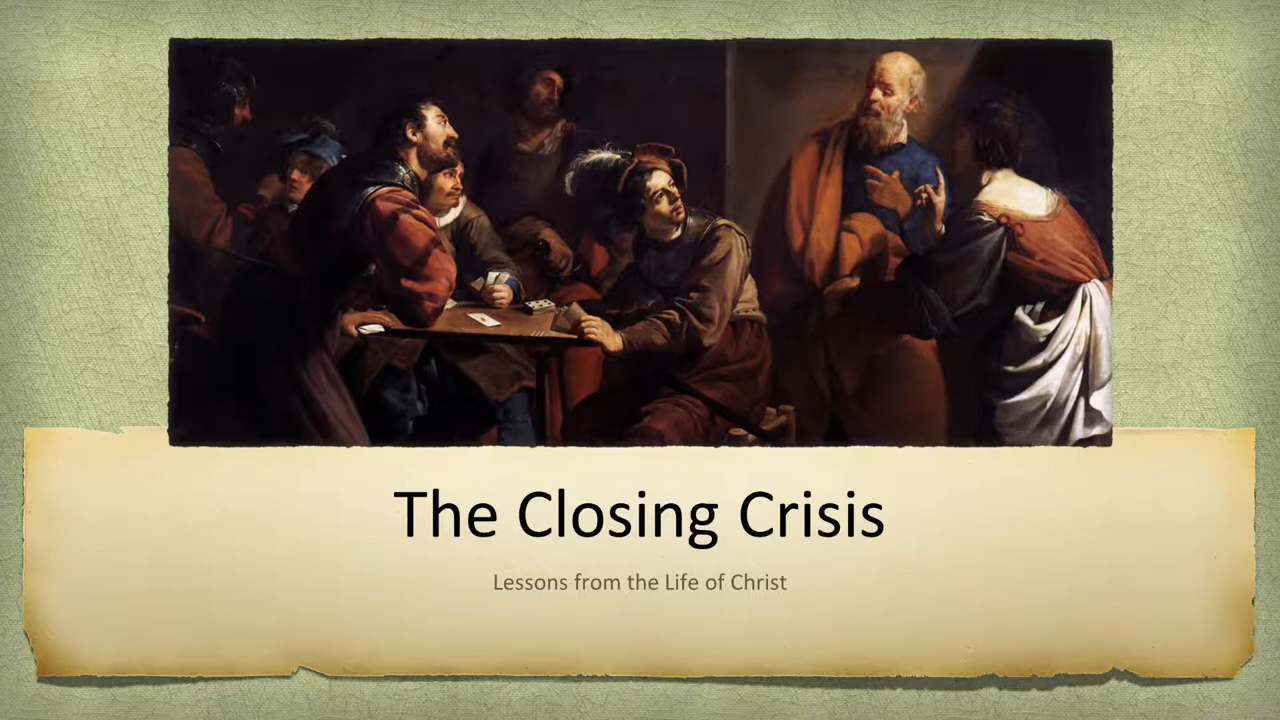 The Closing Crisis
Lessons from the Life of Christ